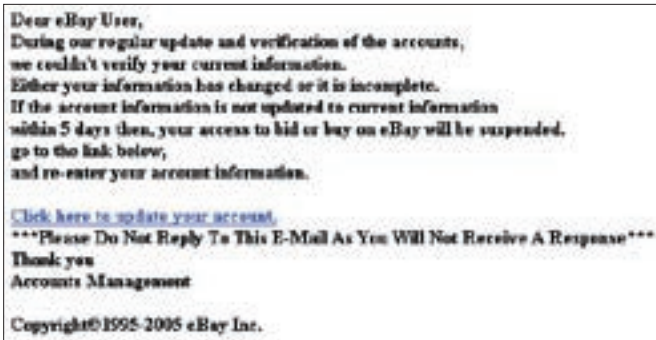 Dear eBay User,
During our regular update and verification of the accounts,
we couldn't verify your current information.
Either your information has changed or it is incomplete.
If the account information is not updated to current information
within 5 days then, your access to bid or buy on eBay will be suspended.
go to the link below,
and re-enter your account information.
Click here to update your account.
***Please Do Not Reply To This E-Mail As You Will Not Receive A Response***
Thank you
Accounts Management
Copyright©1995-2005 eBay Inc.